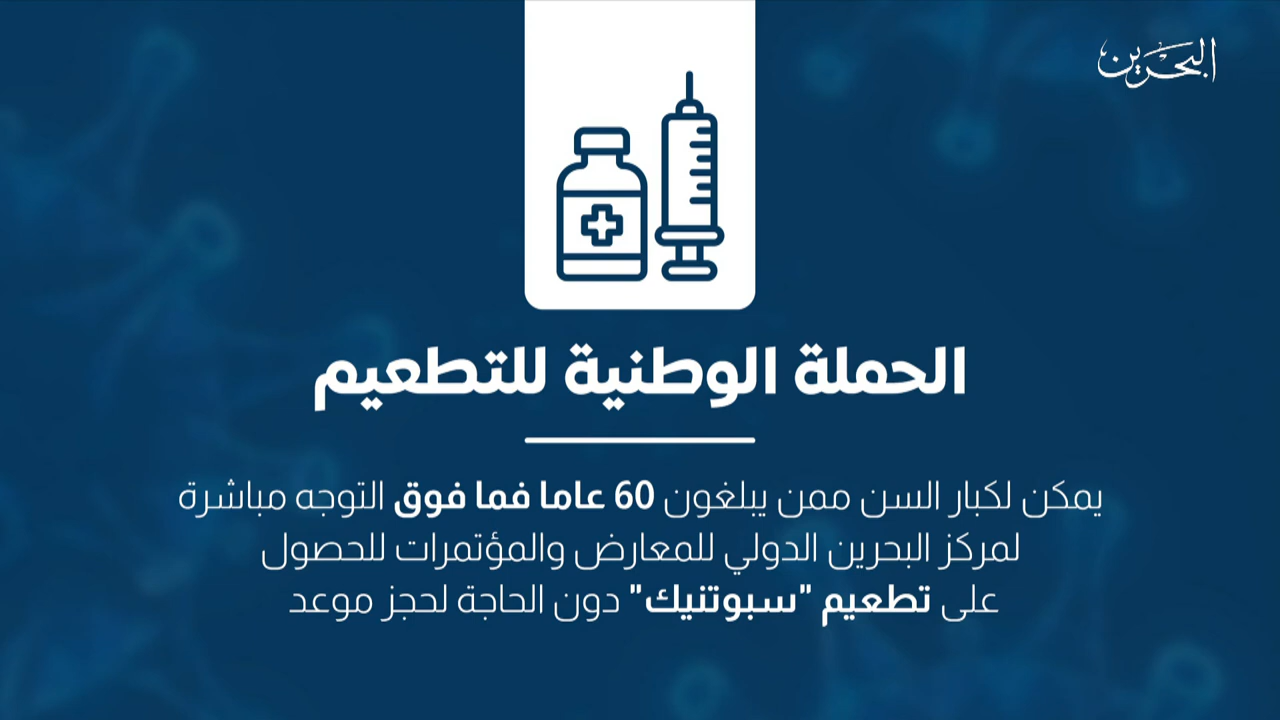 البحرين
الحملة الوطنية للتطعيم
يمكن لكبار السن ممن يبلغون 60 عاما فما فوق التوجه مباشرة
لمركز البحرين الدولي للمعارض والمؤتمرات للحصول
على تطعيم "سبوتنيك" دون الحاجة لحجز موعد